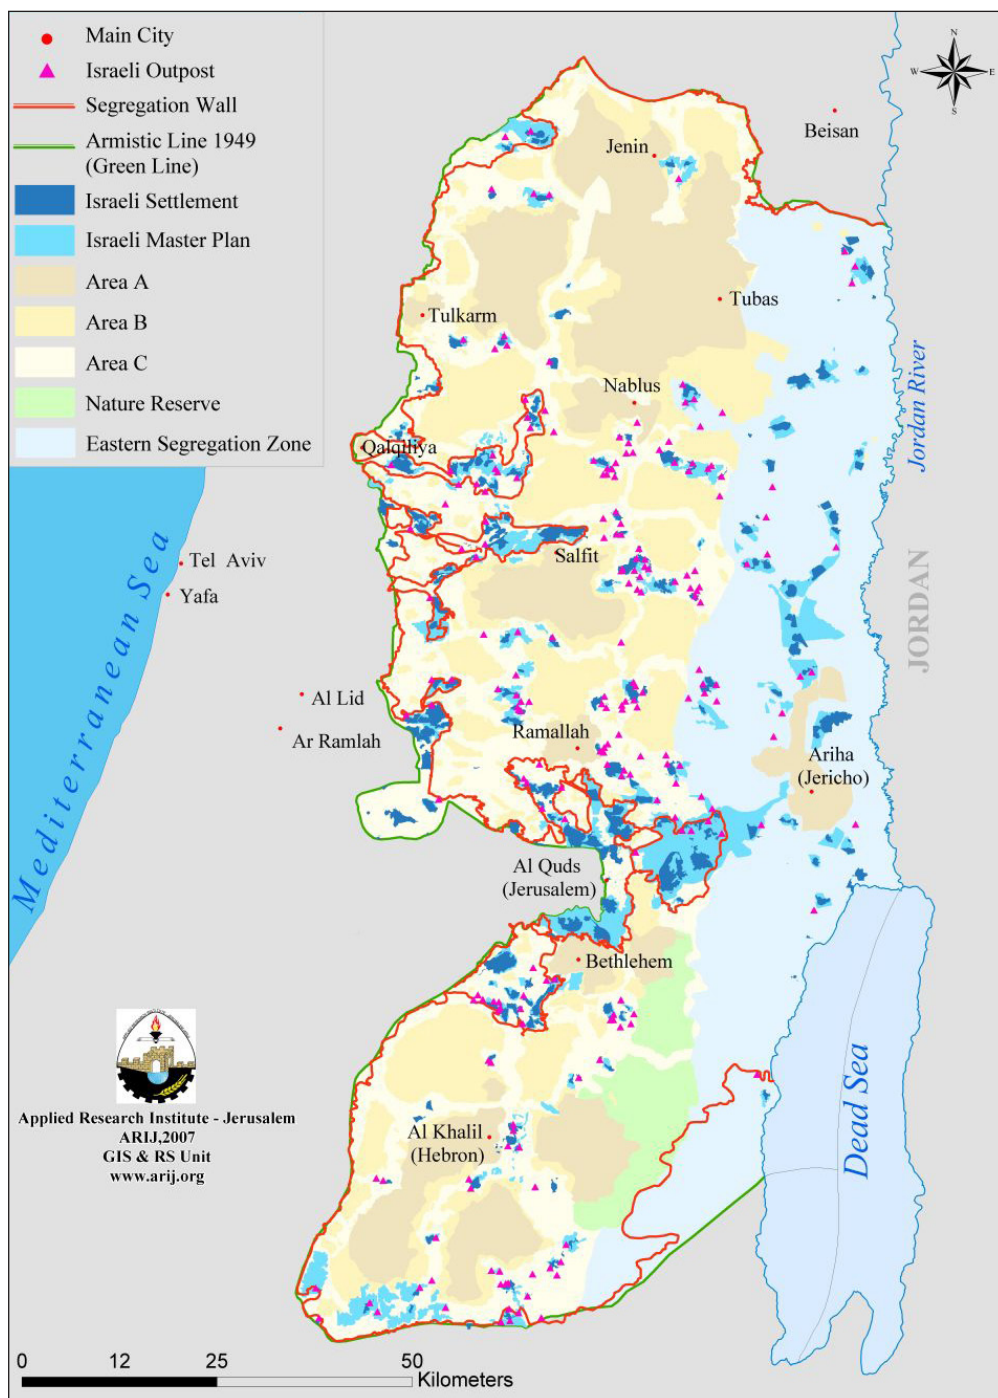 Main City
Israeli Outpost
Segregation Wall
Armistic Line 1949
(Green Line)
Israeli Settlement
Israeli Master Plan
Area A
Area B
Area C
Nature Reserve
Eastern Segregation Zone
N
W
E
S
Beisan
Jenin
Tubas
Tulkarm
Nablus
Jordan River
Qalqiliya
Mediterranean Sea
Tel Aviv
Salfit
Yafa
JORDAN
Al Lid
Ar Ramlah
Ramallah
Ariha
(Jericho)
Al Quds
(Jerusalem)
Bethlehem
Dead Sea
Al Khalil
(Hebron)
Applied Research Institute - Jerusalem
ARIJ,2007
GIS & RS Unit
www.arij.org
0
12
25
50
Kilometers